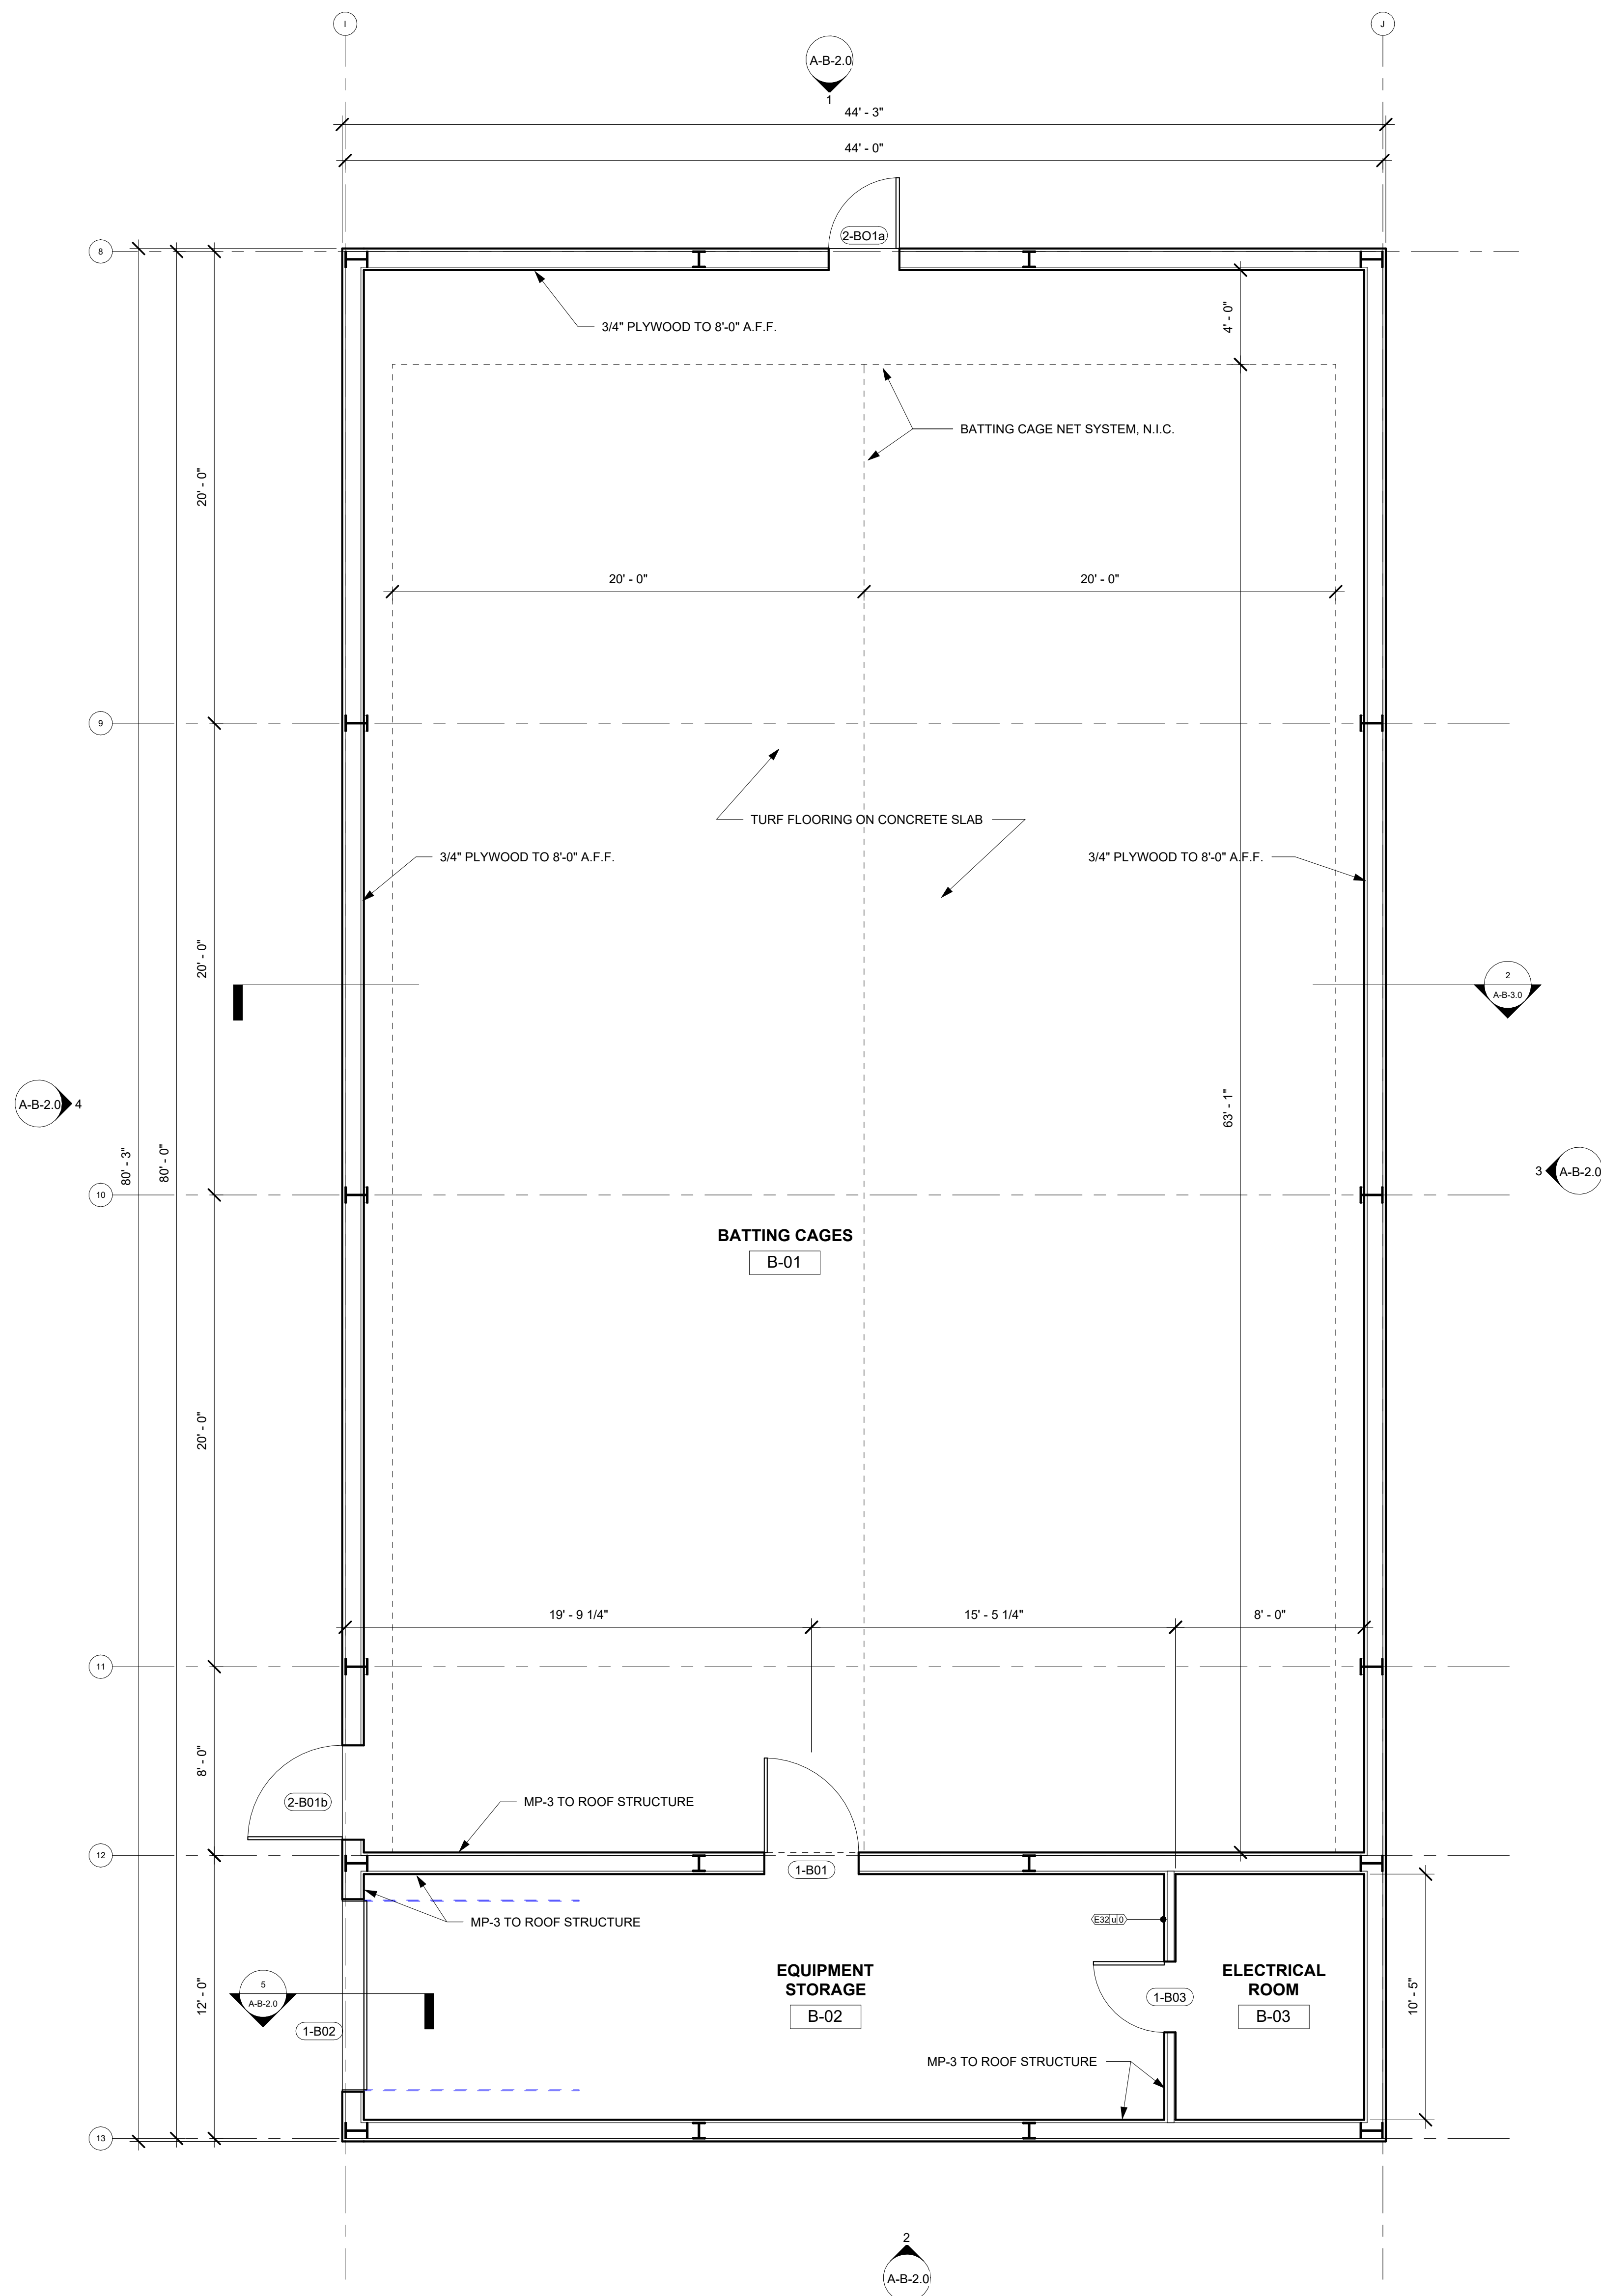 I
J
A-B-2.0
1
44' - 3"
44' - 0"
8
2-BO1a
4' - 0"
3/4" PLYWOOD TO 8'-0" A.F.F.
BATTING CAGE NET SYSTEM, N.I.C.
20' - 0"
20' - 0"
20' - 0"
9
TURF FLOORING ON CONCRETE SLAB
3/4" PLYWOOD TO 8'-0" A.F.F.
3/4" PLYWOOD TO 8'-0" A.F.F.
20' - 0"
2
A-B-3.0
A-B-2.0
4
63' - 1"
80' - 3"
80' - 0"
3
A-B-2.0
10
BATTING CAGES
B-01
20' - 0"
19' - 9 1/4"
15' - 5 1/4"
8' - 0"
11
8' - 0"
2-B01b
MP-3 TO ROOF STRUCTURE
12
1-B01
MP-3 TO ROOF STRUCTURE
E32 u 0
EQUIPMENT
STORAGE
B-02
ELECTRICAL
ROOM
B-03
5
A-B-2.0
12' - 0"
1-B03
10' - 5"
1-B02
MP-3 TO ROOF STRUCTURE
13
2
A-B-2.0